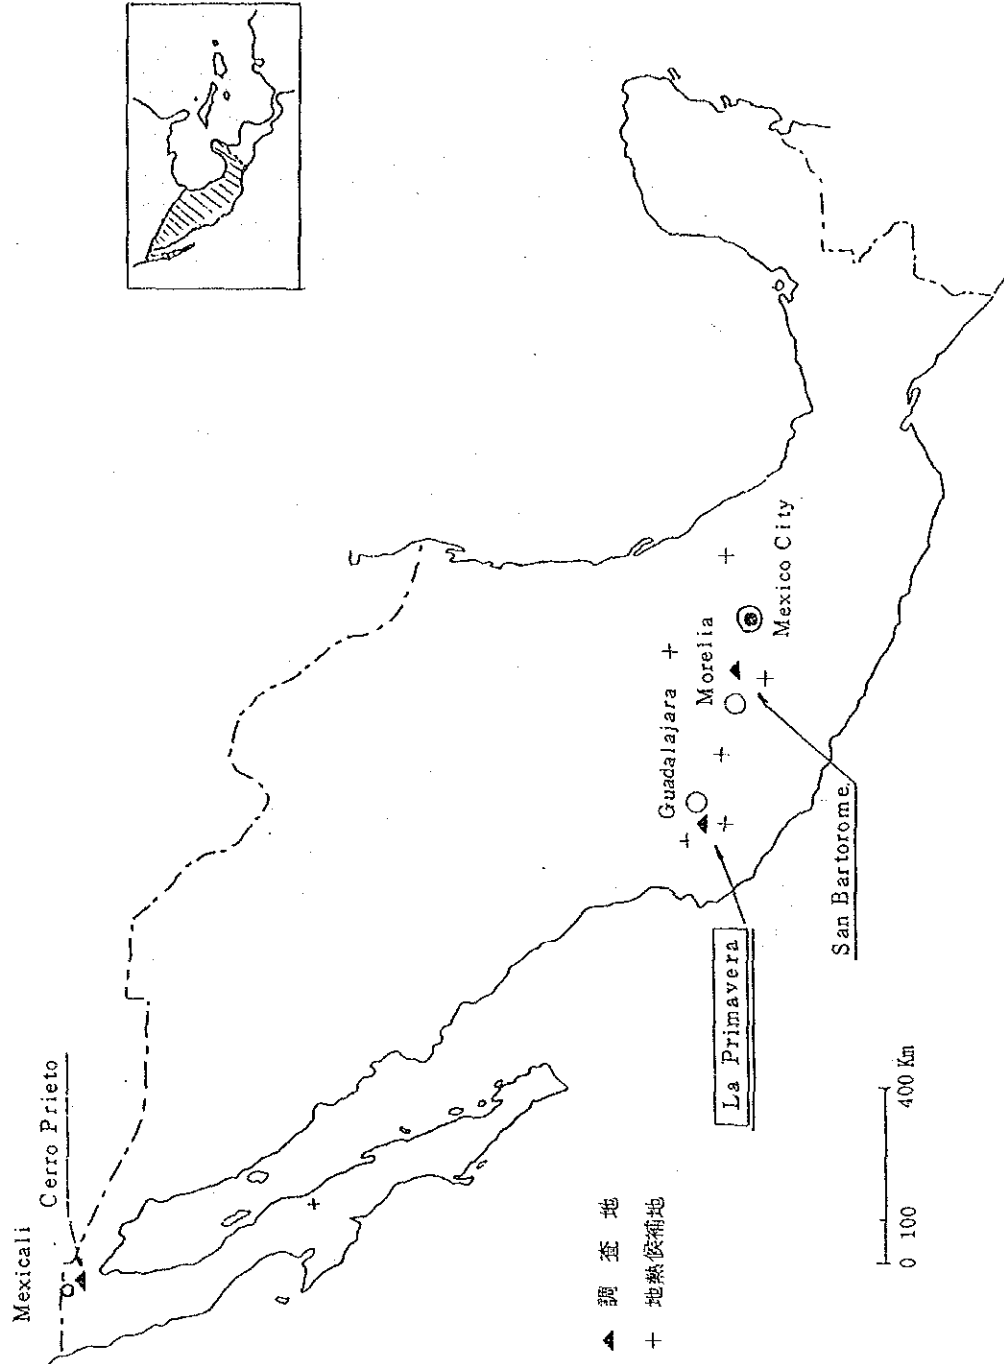 Mexicali
Cerro Prieto
Guadalajara
Morelia
Mexico City
La Primavera
San Bartorome
▲ 調査地
+ 地熱候補地
0 100 400 Km